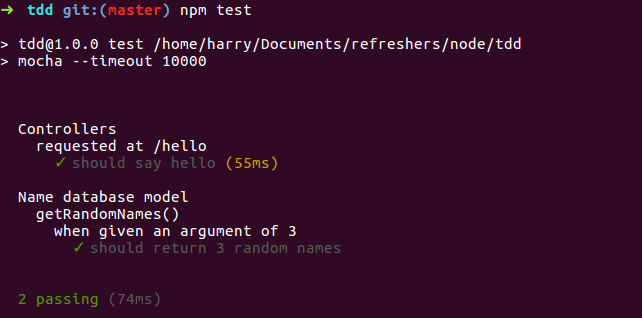 ➜ tdd git:(master) npm test
> tdd@1.0.0 test /home/harry/Documents/refreshers/node/tdd
> mocha --timeout 10000
Controllers
requested at /hello
✓ should say hello (55ms)
Name database model
getRandomNames()
when given an argument of 3
✓ should return 3 random names
2 passing (74ms)